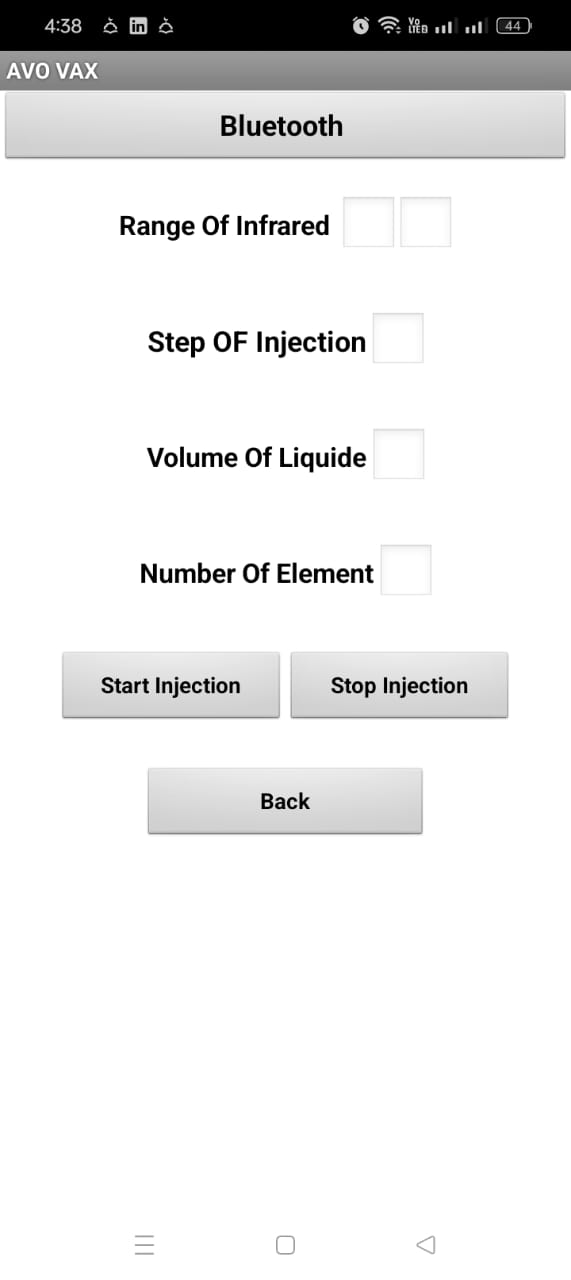 4:38 in Vo LTE 44
AVO VAX
Bluetooth
Range Of Infrared
Step OF Injection
Volume Of Liquide
Number Of Element
Start Injection Stop Injection
Back